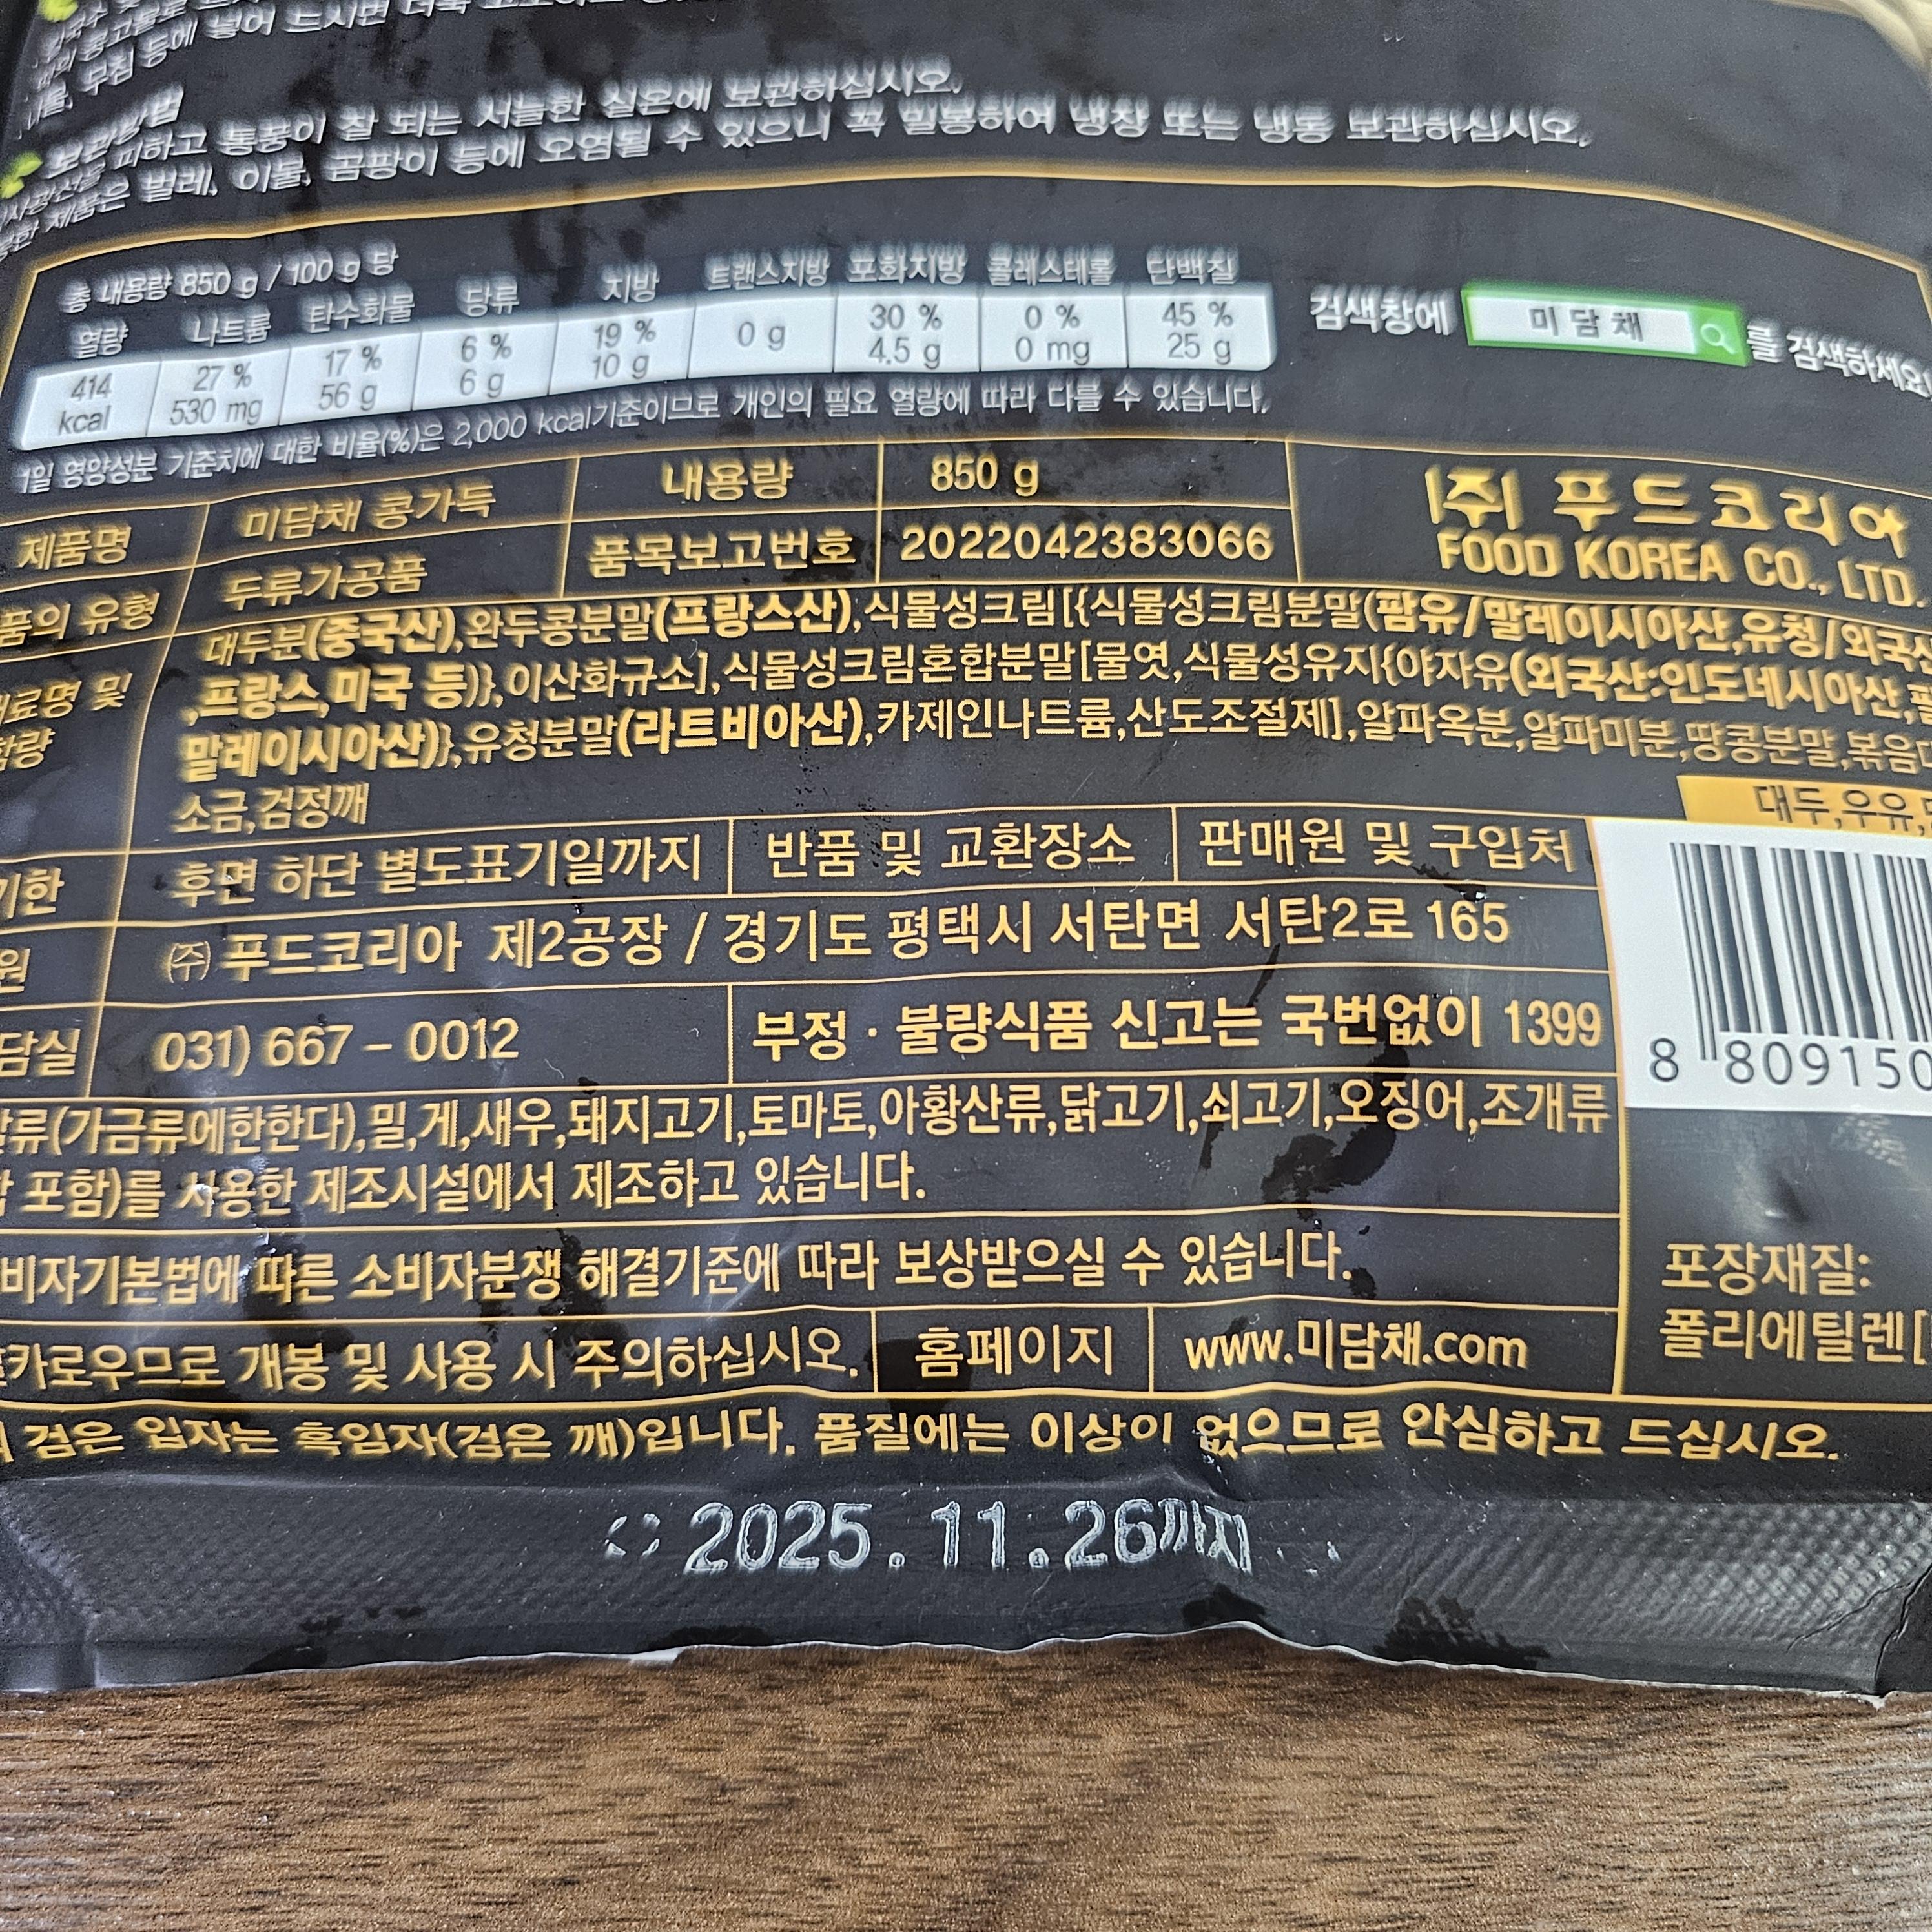 넣어 드시면 더욱
보관방법
피하고 통풍이 잘 되는 서늘한 실온에 보관하십시오.
제품은 벌레, 이물, 곰팡이 등에 오염될 수 있으니 꼭 밀봉하여 냉장 또는 냉동 보관하십시오.
총 내용량 850 g / 100 g 당
열량 나트륨 탄수화물 당류 지방 트랜스지방 포화지방 콜레스테롤 단백질
414 27 % 17 % 6 % 19 % 0 g 30 % 0 % 45 %
kcal 530 mg 56 g 6 g 10 g 4.5 g 0 mg 25 g
검색창에 미담채 를 검색하세요
1일 영양성분 기준치에 대한 비율(%)은 2,000 kcal기준이므로 개인의 필요 열량에 따라 다를 수 있습니다.
제품명 미담채 콩가득 내용량 850 g
품의 유형 두류가공품 품목보고번호 2022042383066
(주) 푸드코리아
FOOD KOREA CO., LTD.
료명 및
함량
대두분(중국산),완두콩분말(프랑스산),식물성크림[{식물성크림분말(팜유/말레이시아산,유청/외국산
,프랑스,미국 등)},이산화규소],식물성크림혼합분말[물엿,식물성유지{야자유(외국산:인도네시아산,
말레이시아산)},유청분말(라트비아산),카제인나트륨,산도조절제],알파옥분,알파미분,땅콩분말,볶음
소금,검정깨
대두,우유,
기한 후면 하단 별도표기일까지 반품 및 교환장소 판매원 및 구입처
원 ㈜ 푸드코리아 제2공장 / 경기도 평택시 서탄면 서탄2로 165
담실 031) 667 – 0012 부정 · 불량식품 신고는 국번없이 1399
8 809150
류(가금류에한한다),밀,게,새우,돼지고기,토마토,아황산류,닭고기,쇠고기,오징어,조개류
포함)를 사용한 제조시설에서 제조하고 있습니다.
비자기본법에 따른 소비자분쟁 해결기준에 따라 보상받으실 수 있습니다.
포장재질:
폴리에틸렌
카로우므로 개봉 및 사용 시 주의하십시오. 홈페이지 www.미담채.com
검은 입자는 흑임자(검은 깨)입니다. 품질에는 이상이 없으므로 안심하고 드십시오.
2025.11.26까지